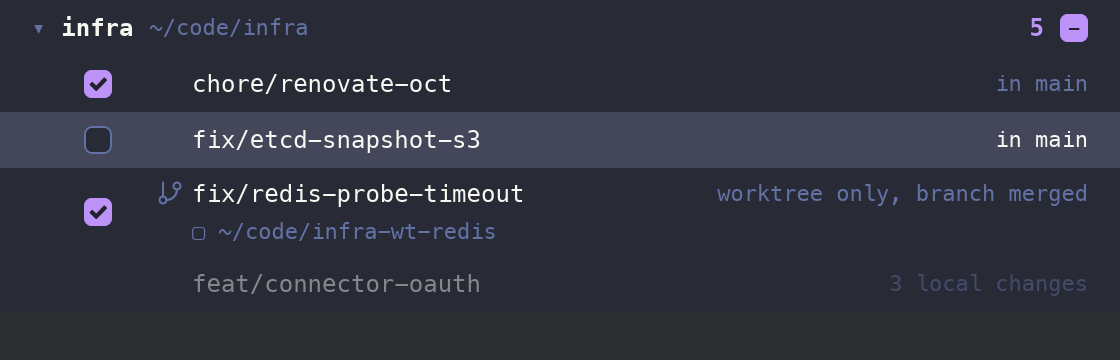 infra ~/code/infra 5
chore/renovate-oct in main
fix/etcd-snapshot-s3 in main
fix/redis-probe-timeout worktree only, branch merged
~/code/infra-wt-redis
feat/connector-oauth 3 local changes